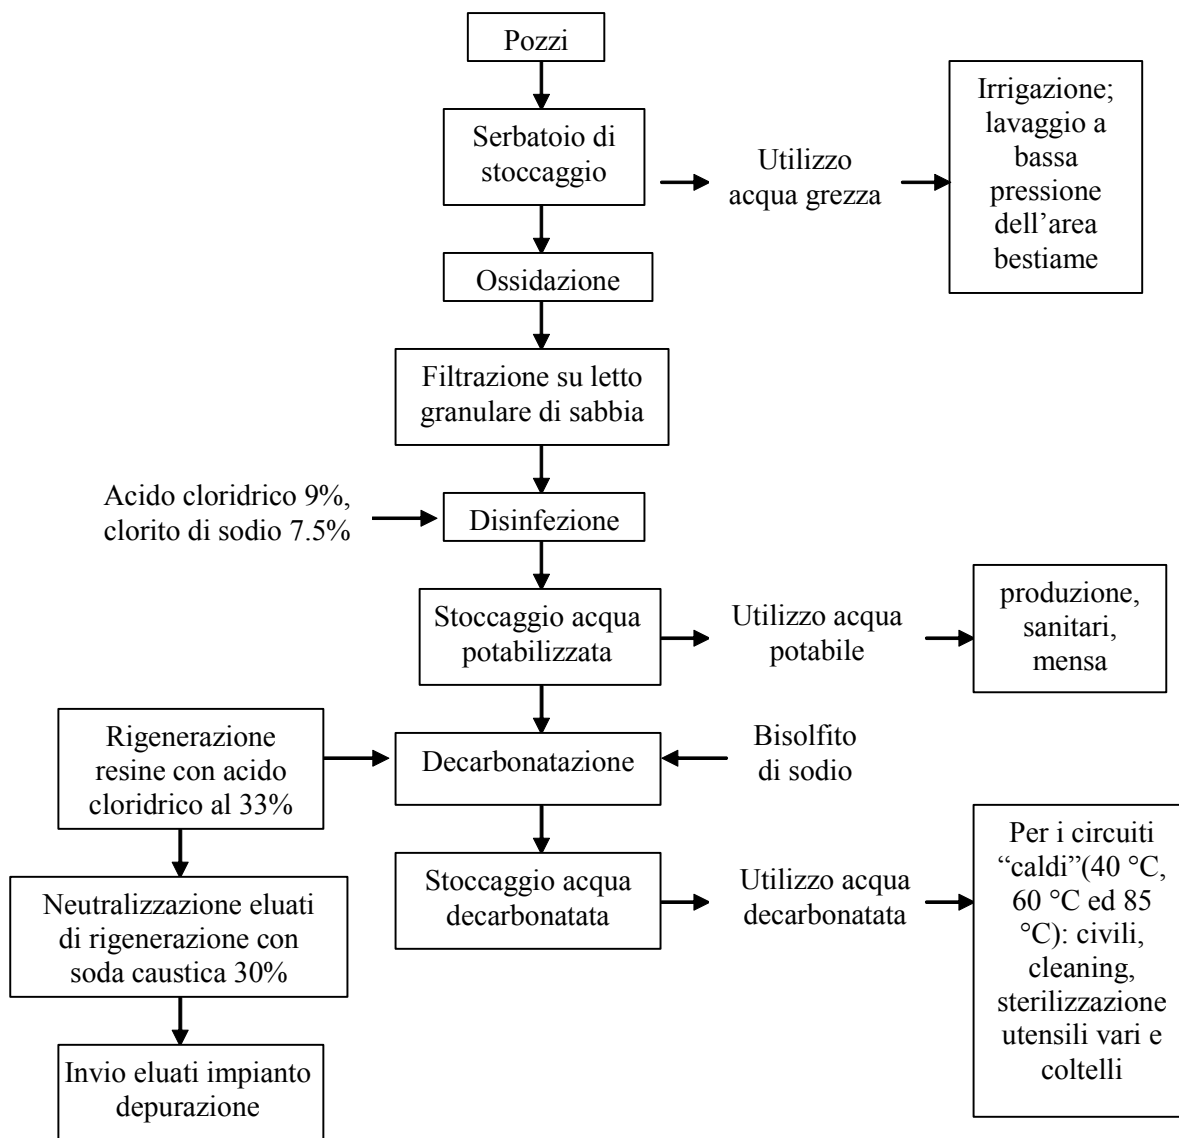 Pozzi
Serbatoio di
stoccaggio
Utilizzo
acqua grezza
Irrigazione;
lavaggio a
bassa
pressione
dell’area
bestiame
Ossidazione
Filtrazione su letto
granulare di sabbia
Acido cloridrico 9%,
clorito di sodio 7.5%
Disinfezione
Stoccaggio acqua
potabilizzata
Utilizzo acqua
potabile
produzione,
sanitari,
mensa
Rigenerazione
resine con acido
cloridrico al 33%
Decarbonatazione
Bisolfito
di sodio
Neutralizzazione eluati
di rigenerazione con
soda caustica 30%
Stoccaggio acqua
decarbonatata
Utilizzo acqua
decarbonatata
Per i circuiti
“caldi”(40 °C,
60 °C ed 85
°C): civili,
cleaning,
sterilizzazione
utensili vari e
coltelli
Invio eluati impianto
depurazione